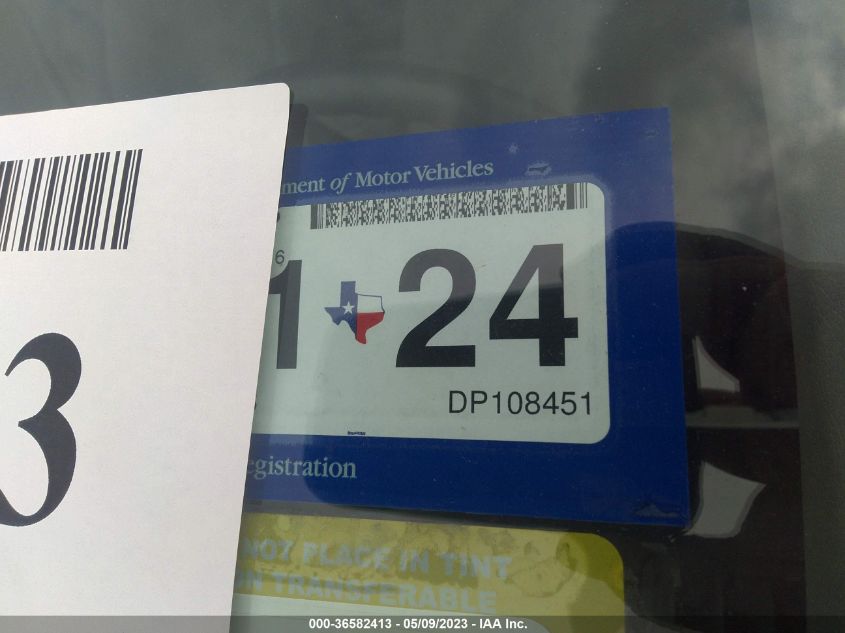 ment of Motor Vehicles
6
1 24
DP108451
egistration
3
NOT PLACE IN TINT
ON TRANSFERABLE
000-36582413 - 05/09/2023 - IAA Inc.